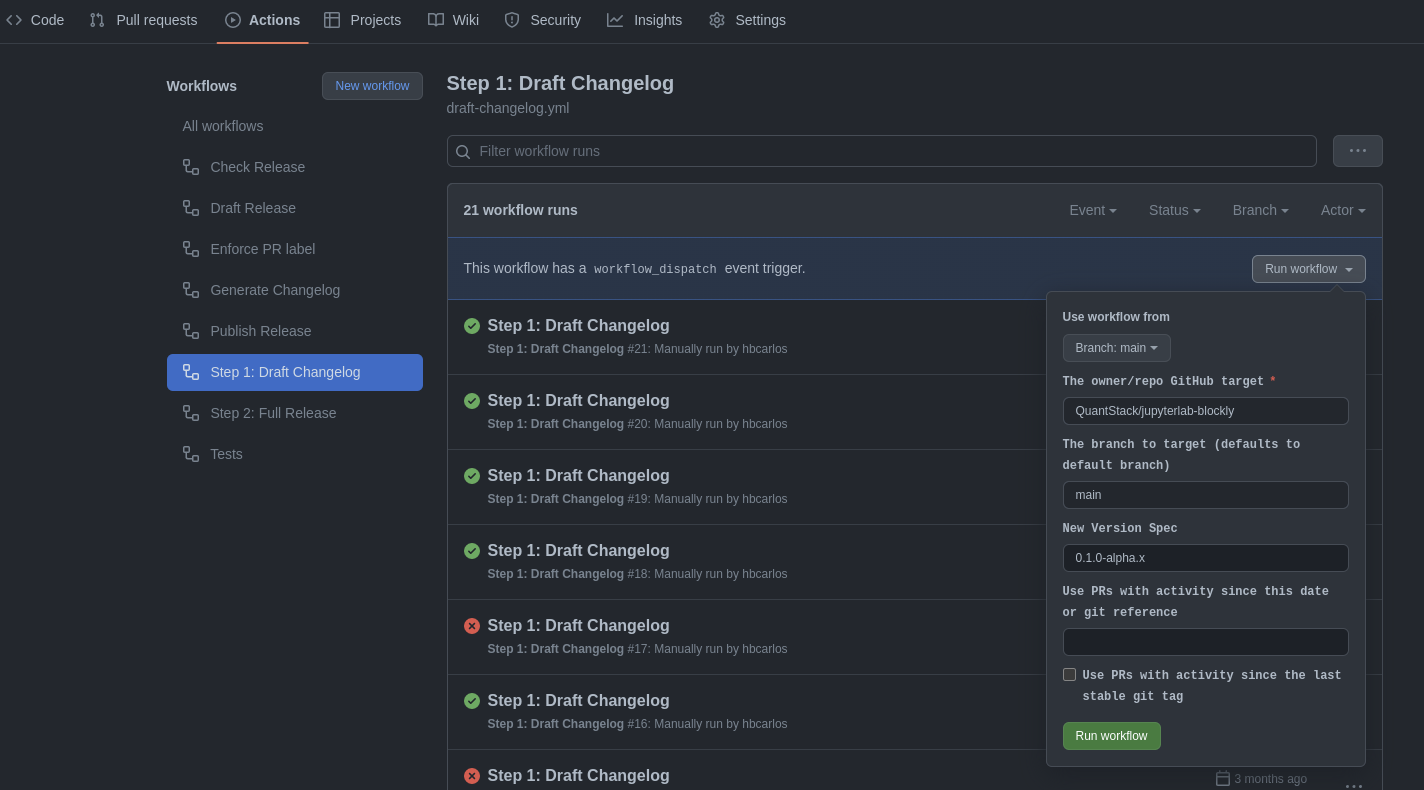 Code Pull requests Actions Projects Wiki Security Insights Settings
Workflows
New workflow
All workflows
Check Release
Draft Release
Enforce PR label
Generate Changelog
Publish Release
Step 1: Draft Changelog
Step 2: Full Release
Tests
Step 1: Draft Changelog
draft-changelog.yml
Filter workflow runs
21 workflow runs
Event Status Branch Actor
This workflow has a workflow_dispatch event trigger.
Run workflow
Step 1: Draft Changelog
Step 1: Draft Changelog #21: Manually run by hbcarlos
Step 1: Draft Changelog
Step 1: Draft Changelog #20: Manually run by hbcarlos
Step 1: Draft Changelog
Step 1: Draft Changelog #19: Manually run by hbcarlos
Step 1: Draft Changelog
Step 1: Draft Changelog #18: Manually run by hbcarlos
Step 1: Draft Changelog
Step 1: Draft Changelog #17: Manually run by hbcarlos
Step 1: Draft Changelog
Step 1: Draft Changelog #16: Manually run by hbcarlos
Step 1: Draft Changelog
3 months ago
Use workflow from
Branch: main
The owner/repo GitHub target *
QuantStack/jupyterlab-blockly
The branch to target (defaults to
default branch)
main
New Version Spec
0.1.0-alpha.x
Use PRs with activity since this date
or git reference
Use PRs with activity since the last
stable git tag
Run workflow